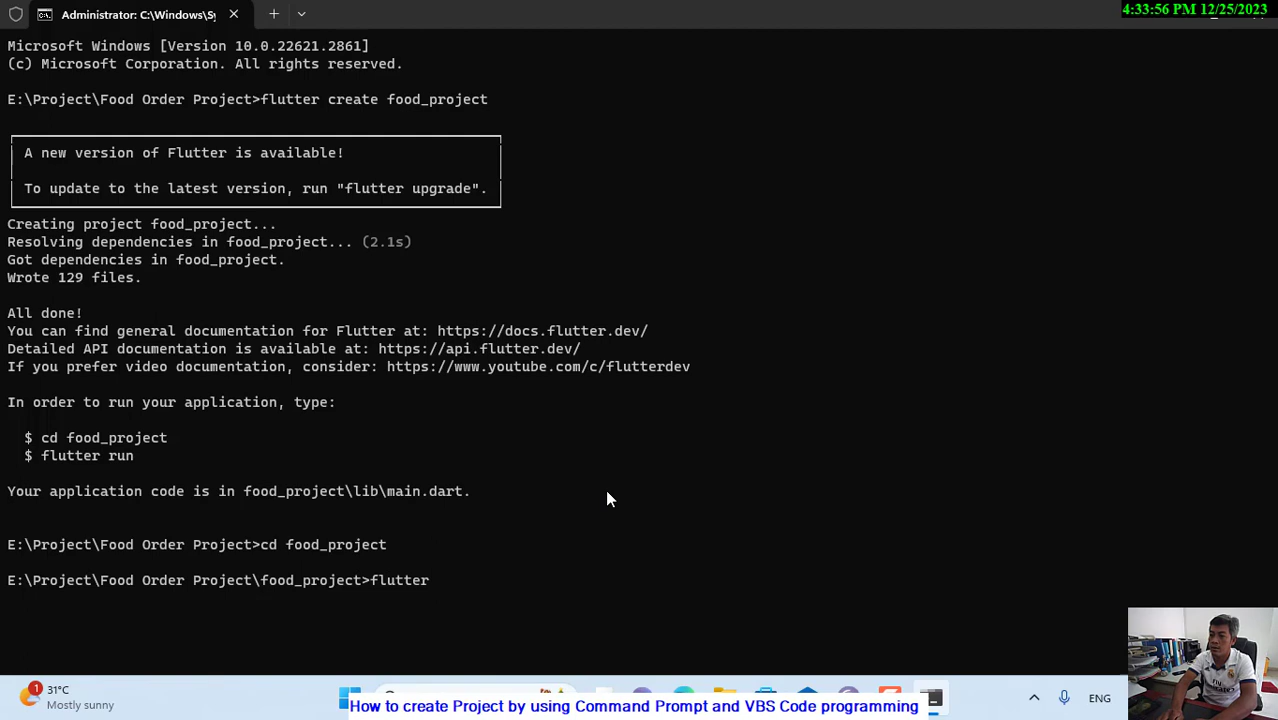 Administrator: C:\Windows\Sy
4:33:56 PM 12/25/2023
Microsoft Windows [Version 10.0.22621.2861]
(c) Microsoft Corporation. All rights reserved.
E:\Project\Food Order Project>flutter create food_project
A new version of Flutter is available!
To update to the latest version, run "flutter upgrade".
Creating project food_project...
Resolving dependencies in food_project... (2.1s)
Got dependencies in food_project.
Wrote 129 files.
All done!
You can find general documentation for Flutter at: https://docs.flutter.dev/
Detailed API documentation is available at: https://api.flutter.dev/
If you prefer video documentation, consider: https://www.youtube.com/c/flutterdev
In order to run your application, type:
$ cd food_project
$ flutter run
Your application code is in food_project\lib\main.dart.
E:\Project\Food Order Project>cd food_project
E:\Project\Food Order Project\food_project>flutter
1
31°C
Mostly sunny
ENG
How to create Project by using Command Prompt and VBS Code programming